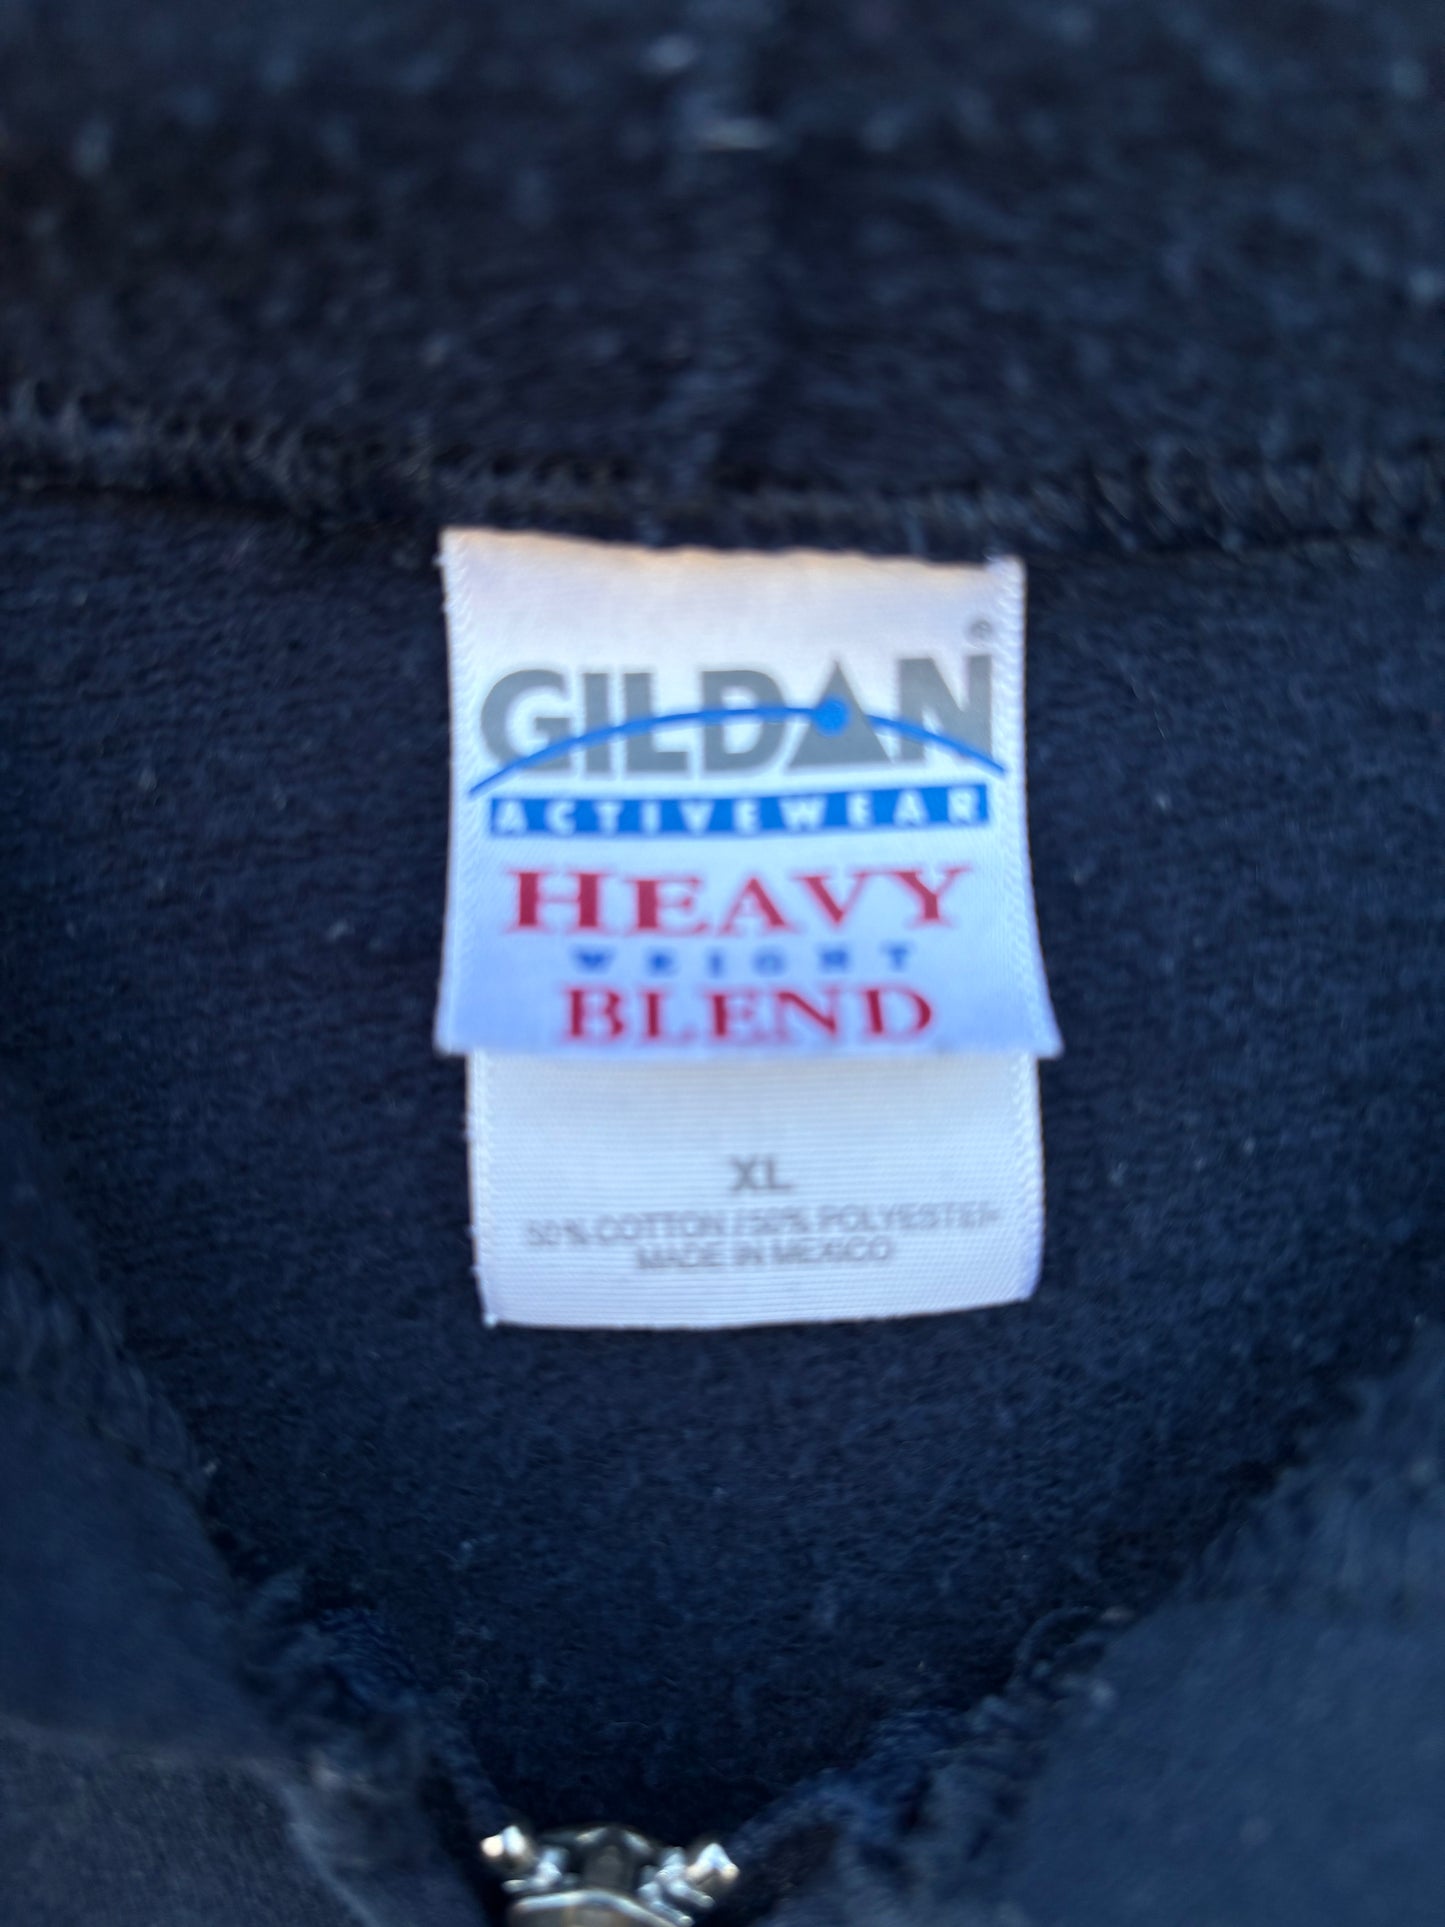 GILDAN®
ACTIVEWEAR
HEAVY
WEIGHT
BLEND
XL
50% COTTON / 50% POLYESTER
MADE IN MEXICO